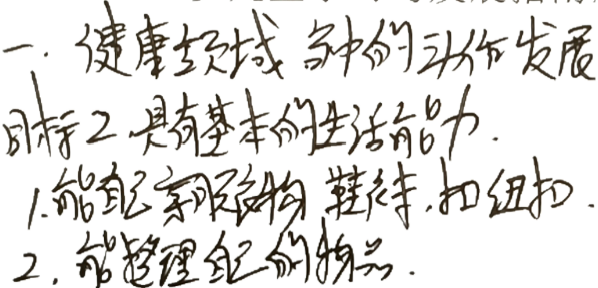 一. 健康领域 动作发展
目标2 具有基本的生活能力.
1. 能自己穿脱衣物 鞋袜.扣纽扣.
2. 能整理自己的物品.